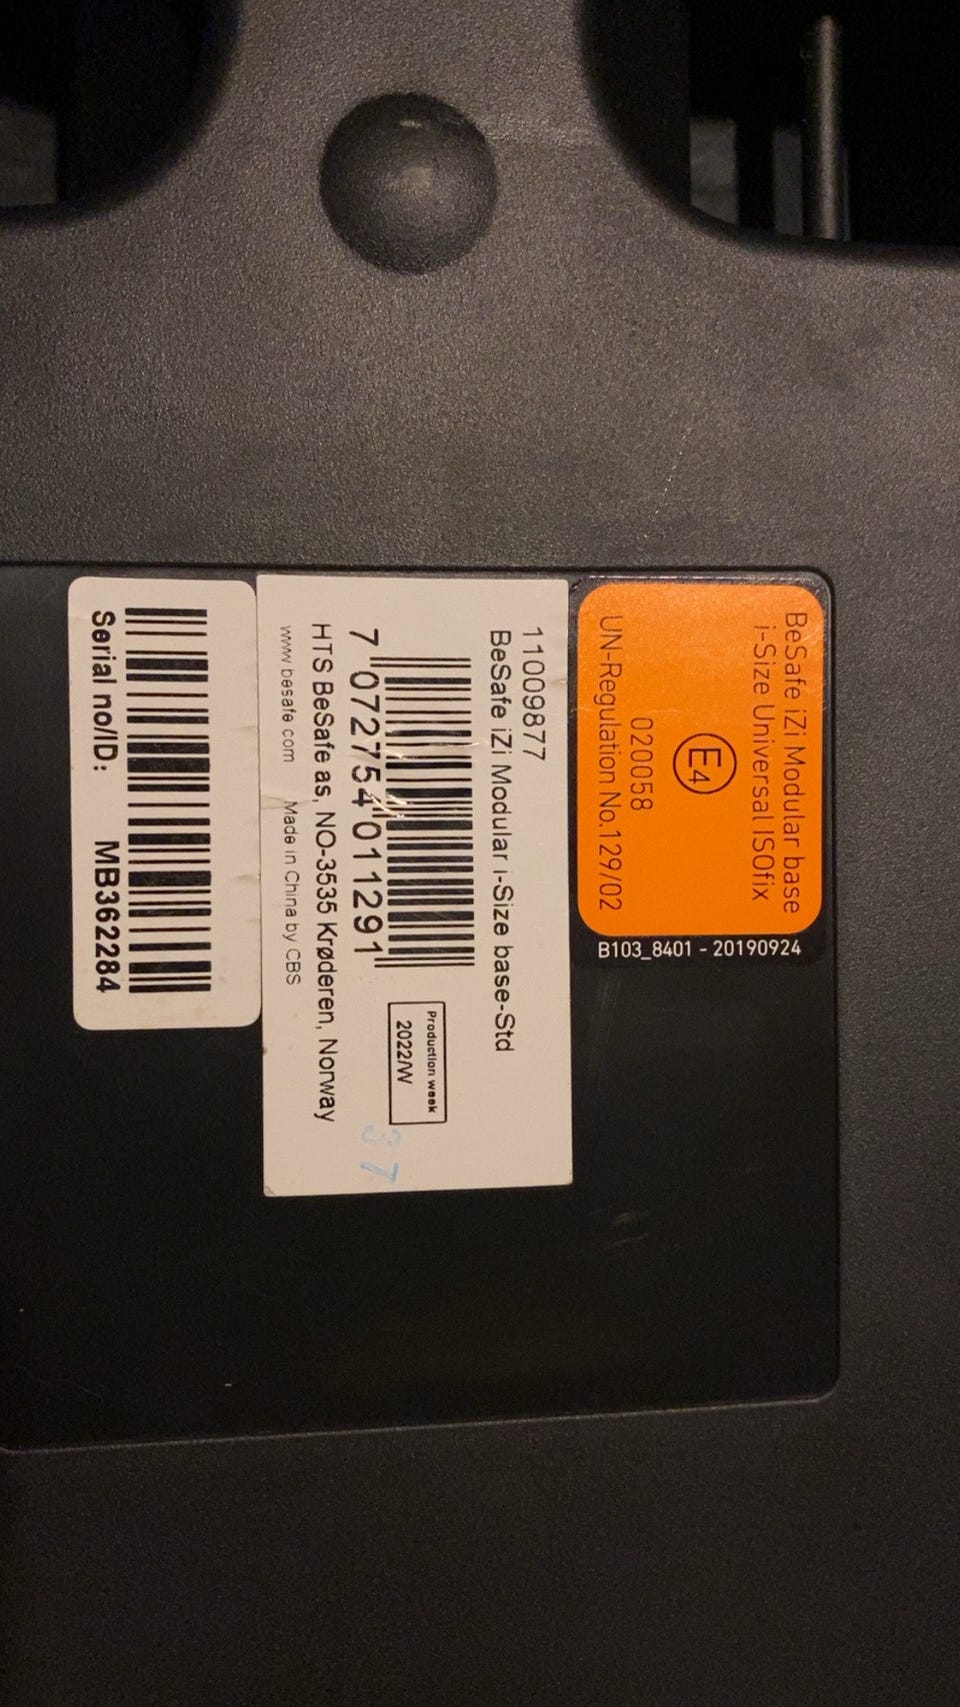 BeSafe iZi Modular base
i-Size Universal ISOfix
E4
020058
UN-Regulation No.129/02
B103_8401 - 20190924
11009877
BeSafe iZi Modular i-Size base-Std
7 072754 011291
Production week
2022/W
37
HTS BeSafe as, NO-3535 Krøderen, Norway
www.besafe.com Made in China by CBS
Serial no/ID: MB362284